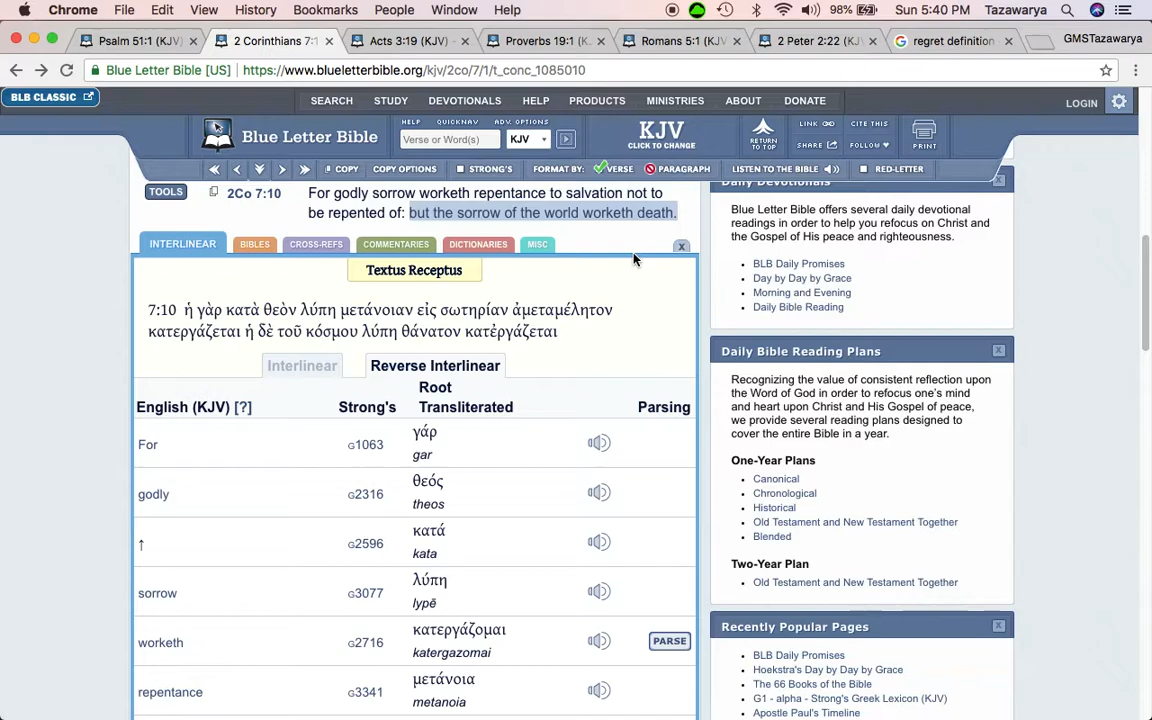 Chrome File Edit View History Bookmarks People Window Help 98% Sun 5:40 PM Tazawarya
Psalm 51:1 (KJV) 2 Corinthians 7:1 Acts 3:19 (KJV) Proverbs 19:1 (K Romans 5:1 (KJV) 2 Peter 2:22 (KJV) regret definition GMSTazawarya
Blue Letter Bible [US] https://www.blueletterbible.org/kjv/2co/7/1/t_conc_1085010
BLB CLASSIC
SEARCH STUDY DEVOTIONALS HELP PRODUCTS MINISTRIES ABOUT DONATE LOGIN
HELP QUICKNAV ADV. OPTIONS
Blue Letter Bible Verse or Word(s) KJV
KJV
CLICK TO CHANGE
RETURN TO TOP
LINK CITE THIS
SHARE FOLLOW PRINT
COPY COPY OPTIONS STRONG'S FORMAT BY: VERSE PARAGRAPH LISTEN TO THE BIBLE RED-LETTER
TOOLS 2Co 7:10 For godly sorrow worketh repentance to salvation not to
be repented of: but the sorrow of the world worketh death.
INTERLINEAR BIBLES CROSS-REFS COMMENTARIES DICTIONARIES MISC x
Textus Receptus
7:10 ἡ γὰρ κατὰ θεὸν λύπη μετάνοιαν εἰς σωτηρίαν ἀμεταμέλητον
κατεργάζεται ἡ δὲ τοῦ κόσμου λύπη θάνατον κατἐργάζεται
Interlinear Reverse Interlinear
English (KJV) [?] Strong's Root Transliterated Parsing
For G1063 γάρ
gar
godly G2316 θεός
theos
↑ G2596 κατά
kata
sorrow G3077 λύπη
lypē
worketh G2716 κατεργάζομαι PARSE
katergazomai
repentance G3341 μετάνοια
metanoia
Daily Devotionals
Blue Letter Bible offers several daily devotional
readings in order to help you refocus on Christ and
the Gospel of His peace and righteousness.
BLB Daily Promises
Day by Day by Grace
Morning and Evening
Daily Bible Reading
Daily Bible Reading Plans
Recognizing the value of consistent reflection upon
the Word of God in order to refocus one's mind
and heart upon Christ and His Gospel of peace,
we provide several reading plans designed to
cover the entire Bible in a year.
One-Year Plans
Canonical
Chronological
Historical
Old Testament and New Testament Together
Blended
Two-Year Plan
Old Testament and New Testament Together
Recently Popular Pages
BLB Daily Promises
Hoekstra's Day by Day by Grace
The 66 Books of the Bible
G1 - alpha - Strong's Greek Lexicon (KJV)
Apostle Paul's Timeline